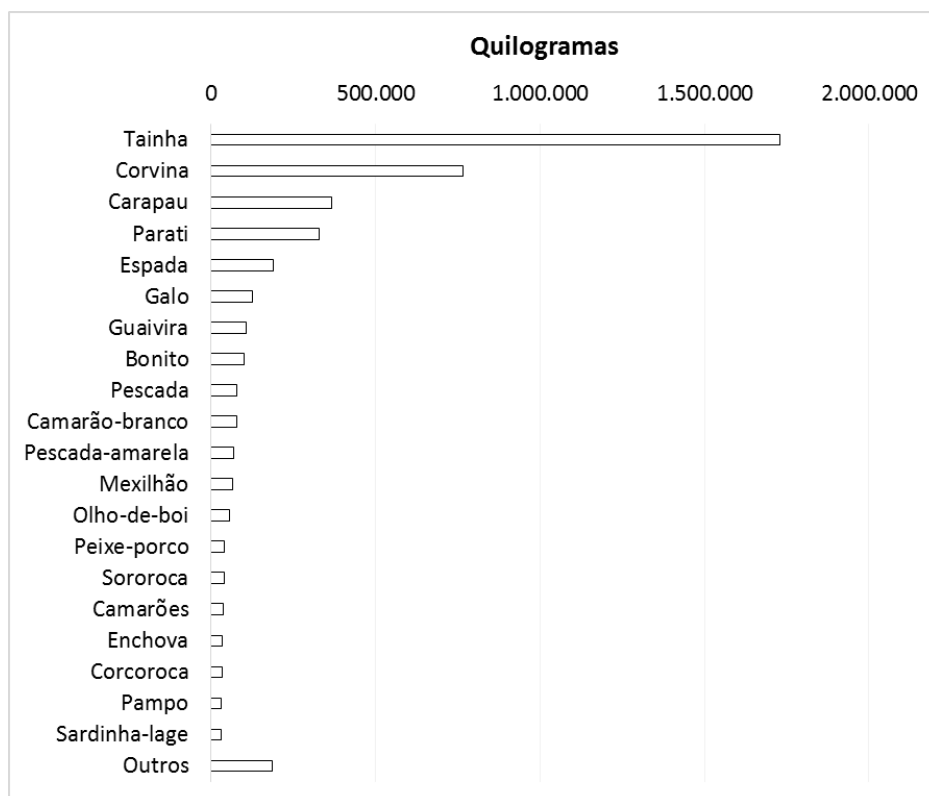 Quilogramas
0 500.000 1.000.000 1.500.000 2.000.000
Tainha
Corvina
Carapau
Parati
Espada
Galo
Guaivira
Bonito
Pescada
Camarão-branco
Pescada-amarela
Mexilhão
Olho-de-boi
Peixe-porco
Sororoca
Camarões
Enchova
Corcoroca
Pampo
Sardinha-lage
Outros